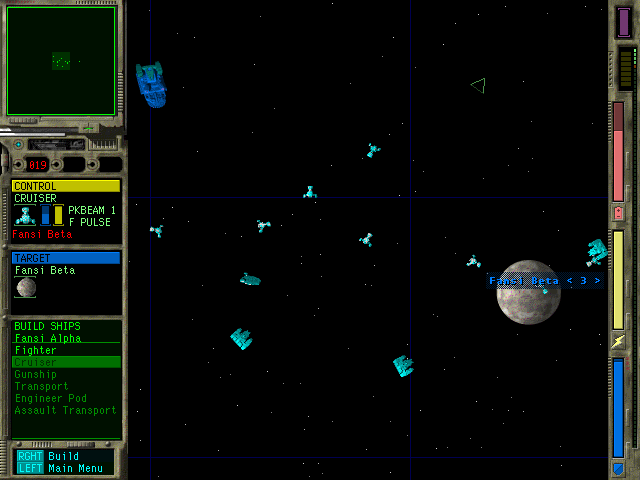 019
CONTROL
CRUISER
PKBEAM 1
F PULSE
Fansi Beta
TARGET
Fansi Beta
Fansi Beta < 3 >
BUILD SHIPS
Fansi Alpha
Fighter
Cruiser
Gunship
Transport
Engineer Pod
Assault Transport
RGHT Build
LEFT Main Menu